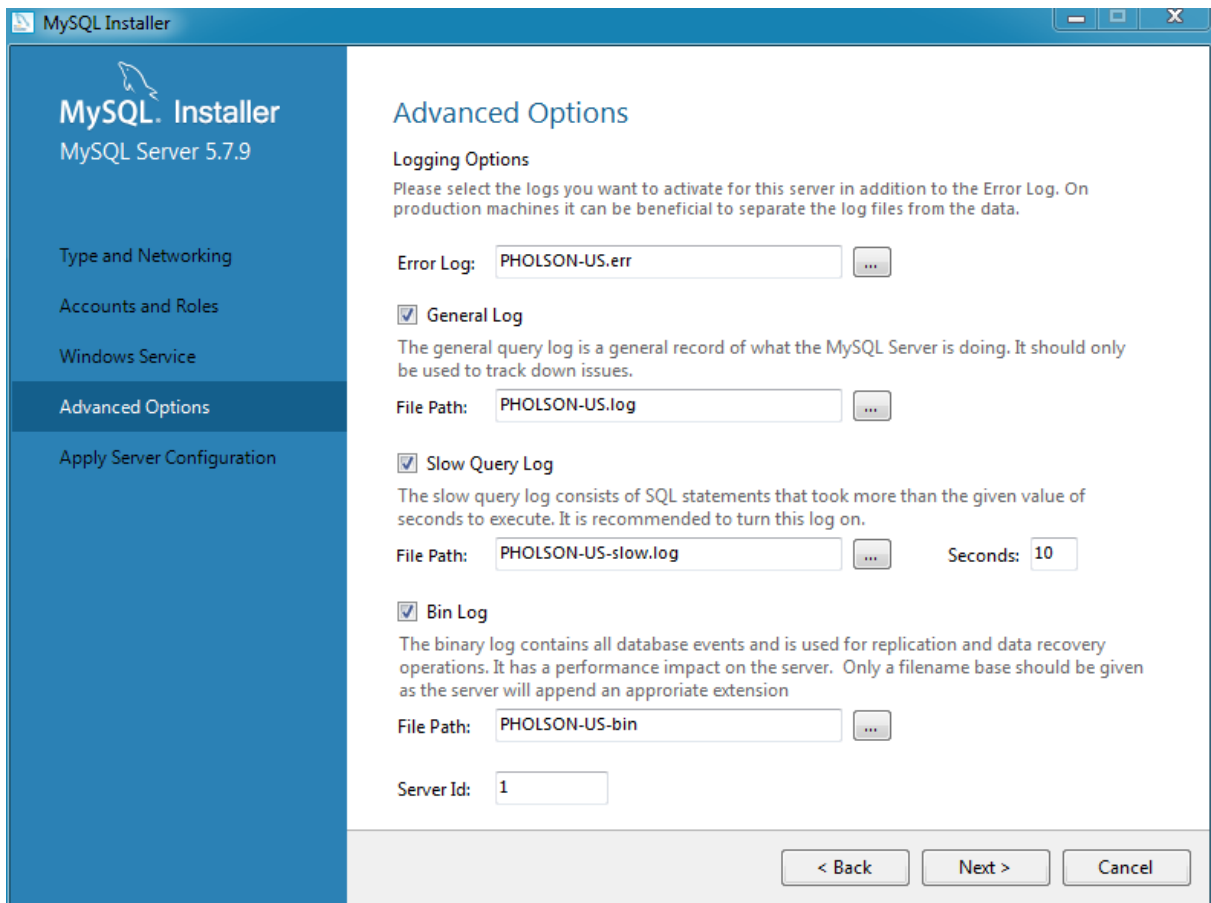 MySQL Installer
MySQL. Installer
MySQL Server 5.7.9
Type and Networking
Accounts and Roles
Windows Service
Advanced Options
Apply Server Configuration
Advanced Options
Logging Options
Please select the logs you want to activate for this server in addition to the Error Log. On
production machines it can be beneficial to separate the log files from the data.
Error Log: PHOLSON-US.err ...
General Log
The general query log is a general record of what the MySQL Server is doing. It should only
be used to track down issues.
File Path: PHOLSON-US.log ...
Slow Query Log
The slow query log consists of SQL statements that took more than the given value of
seconds to execute. It is recommended to turn this log on.
File Path: PHOLSON-US-slow.log ... Seconds: 10
Bin Log
The binary log contains all database events and is used for replication and data recovery
operations. It has a performance impact on the server.  Only a filename base should be given
as the server will append an approriate extension
File Path: PHOLSON-US-bin ...
Server Id: 1
< Back Next > Cancel